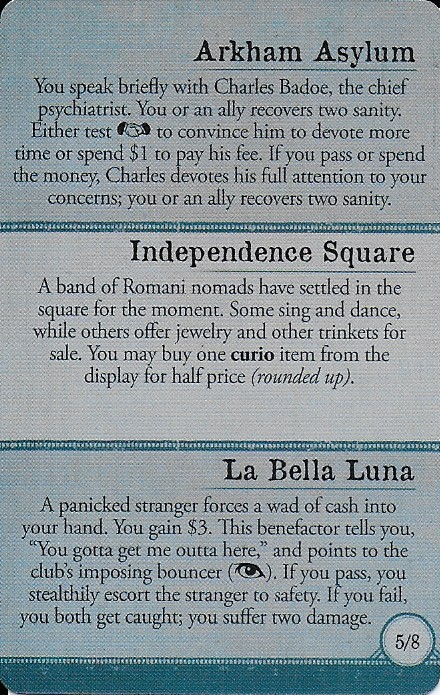 Arkham Asylum
You speak briefly with Charles Badoe, the chief
psychiatrist. You or an ally recovers two sanity.
Either test to convince him to devote more
time or spend $1 to pay his fee. If you pass or spend
the money, Charles devotes his full attention to your
concerns; you or an ally recovers two sanity.
Independence Square
A band of Romani nomads have settled in the
square for the moment. Some sing and dance,
while others offer jewelry and other trinkets for
sale. You may buy one curio item from the
display for half price (rounded up).
La Bella Luna
A panicked stranger forces a wad of cash into
your hand. You gain $3. This benefactor tells you,
“You gotta get me outta here,” and points to the
club’s imposing bouncer ( ). If you pass, you
stealthily escort the stranger to safety. If you fail,
you both get caught; you suffer two damage.
5/8